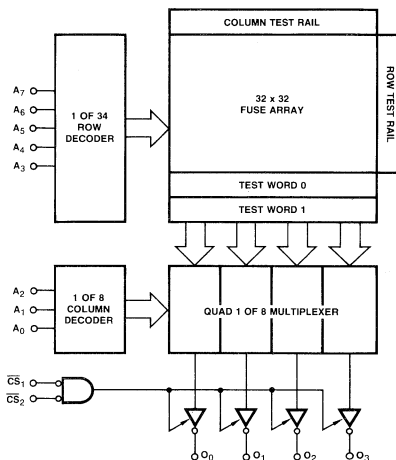 COLUMN TEST RAIL
ROW TEST RAIL
A7
A6
A5
A4
A3
1 OF 34
ROW
DECODER
32 x 32
FUSE ARRAY
TEST WORD 0
TEST WORD 1
A2
A1
A0
1 OF 8
COLUMN
DECODER
QUAD 1 OF 8 MULTIPLEXER
C̅S̅1
C̅S̅2
O0
O1
O2
O3